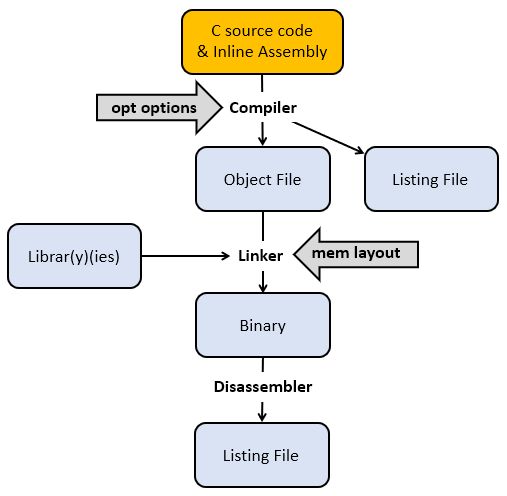 C source code
& Inline Assembly
opt options
Compiler
Object File
Listing File
Librar(y)(ies)
Linker
mem layout
Binary
Disassembler
Listing File